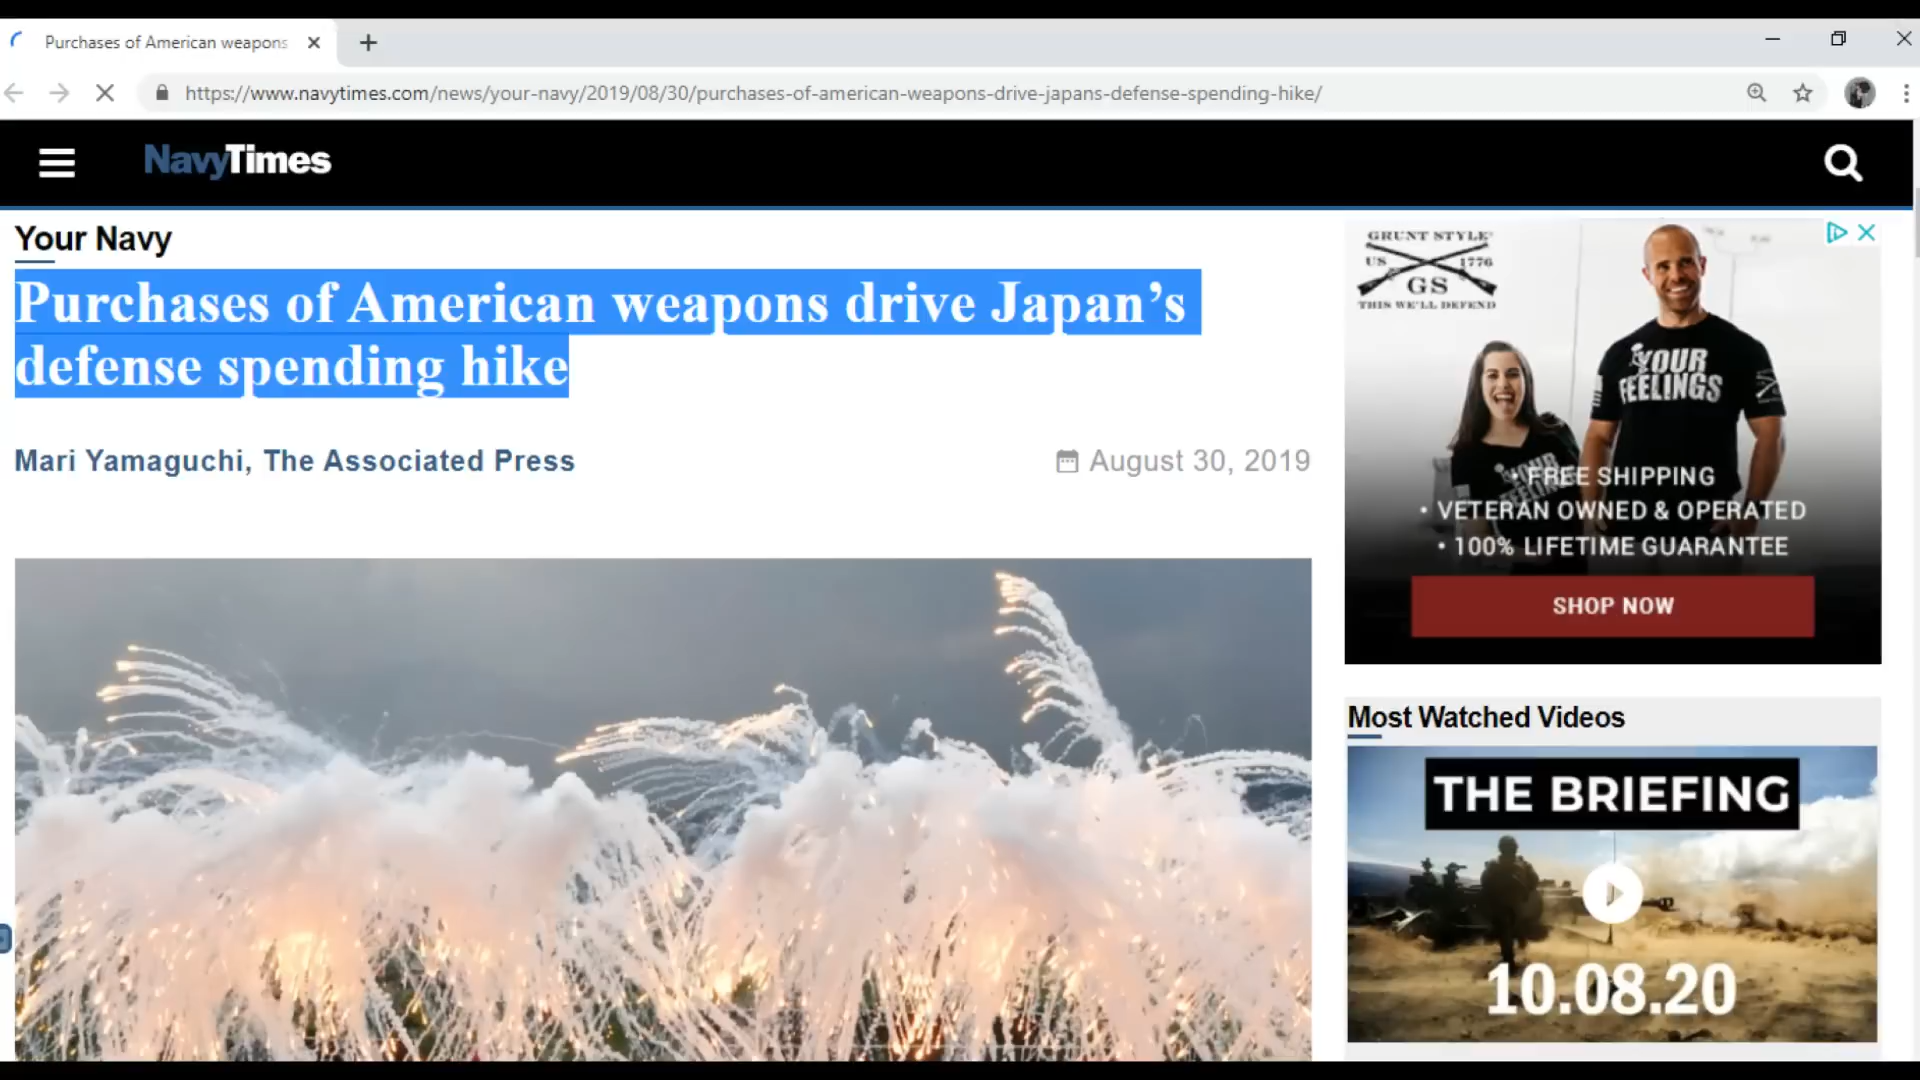 Purchases of American weapons
https://www.navytimes.com/news/your-navy/2019/08/30/purchases-of-american-weapons-drive-japans-defense-spending-hike/
NavyTimes
Your Navy
Purchases of American weapons drive Japan’s
defense spending hike
Mari Yamaguchi, The Associated Press
August 30, 2019
GRUNT STYLE
US 1776
GS
THIS WE'LL DEFEND
YOUR
FEELINGS
YOUR
• FREE SHIPPING
• VETERAN OWNED & OPERATED
• 100% LIFETIME GUARANTEE
SHOP NOW
Most Watched Videos
THE BRIEFING
10.08.20